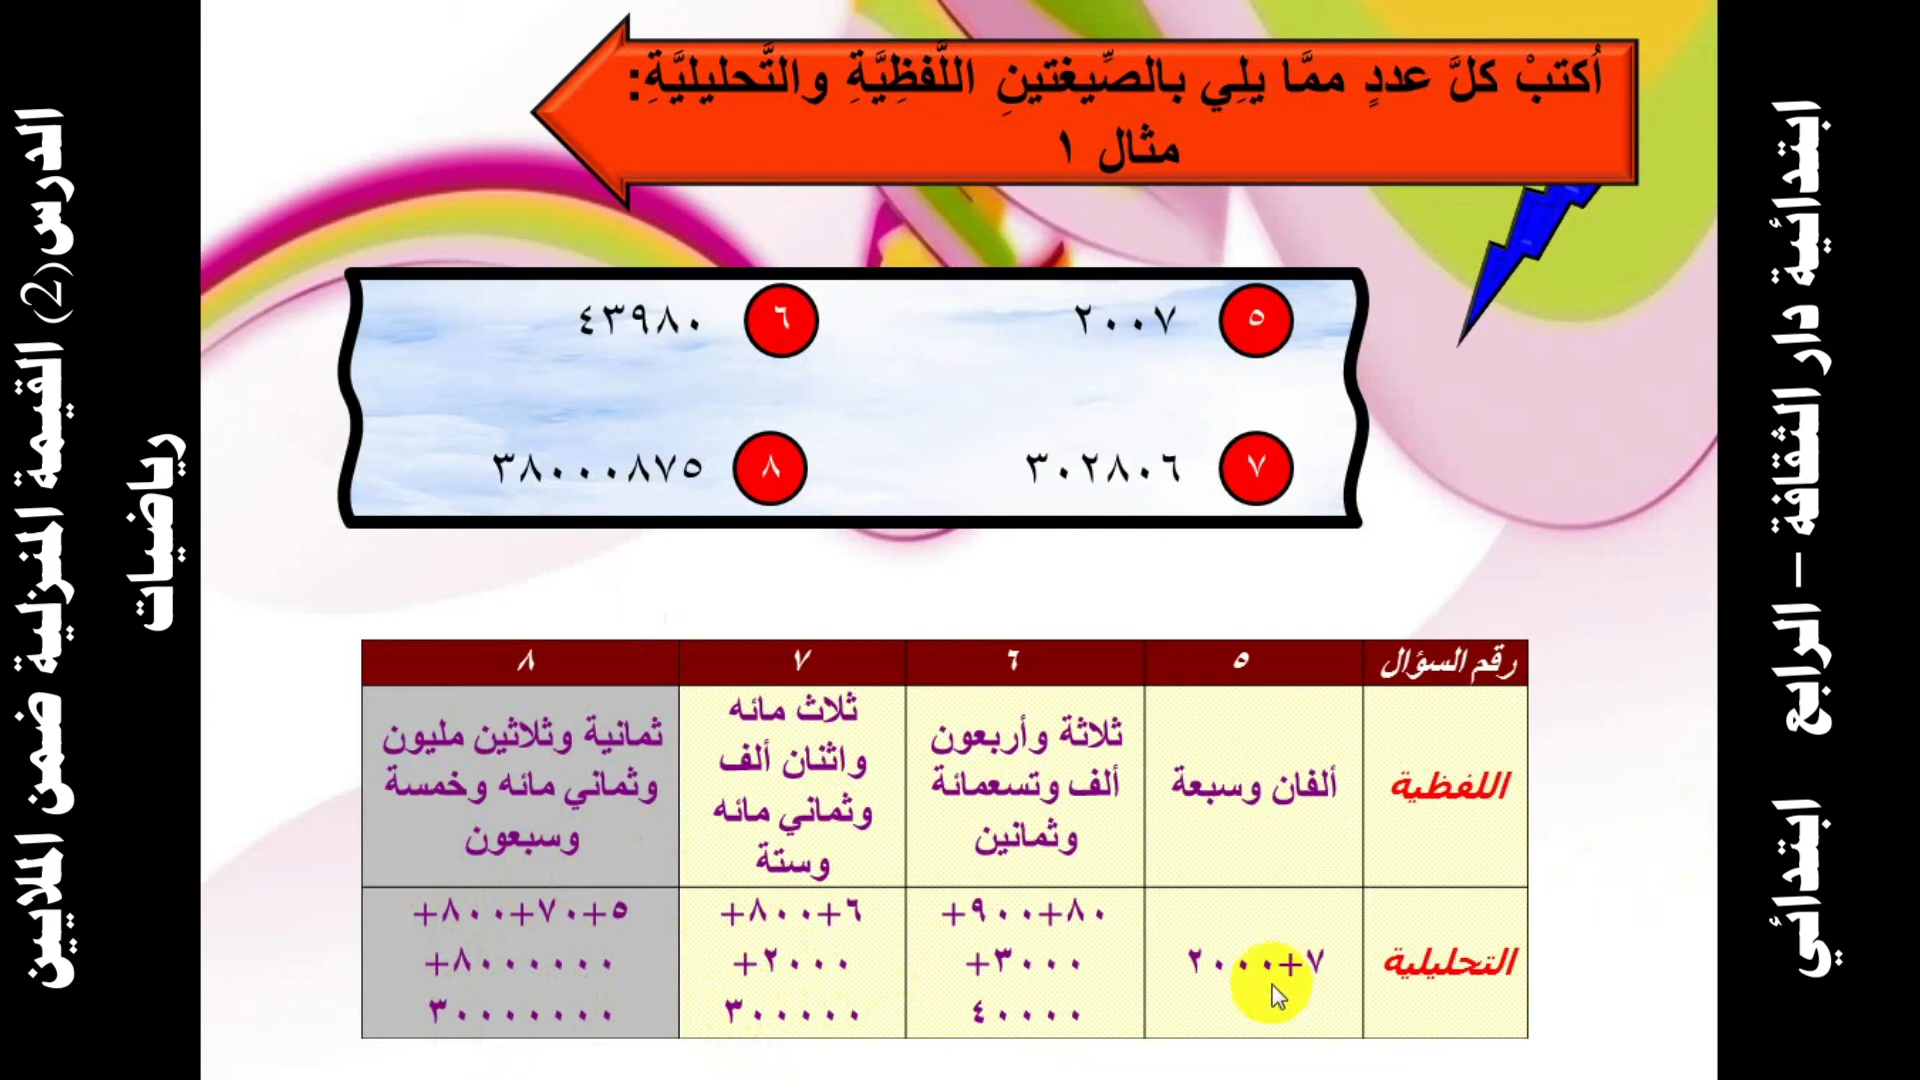 أُكتبْ كلَّ عددٍ ممَّا يلِي بالصِّيغتينِ اللَّفظِيَّةِ والتَّحليليَّةِ:
مثال ١
٥ ٢٠٠٧
٦ ٤٣٩٨٠
٧ ٣٠٢٨٠٦
٨ ٣٨٠٠٠٨٧٥
رقم السؤال ٥ ٦ ٧ ٨
اللفظية
ألفان وسبعة
ثلاثة وأربعون
ألف وتسعمائة
وثمانين
ثلاث مائه
واثنان ألف
وثماني مائه
وستة
ثمانية وثلاثين مليون
وثماني مائه وخمسة
وسبعون
التحليلية
٢٠٠٠+٧
+٩٠٠+٨٠
+٣٠٠٠
٤٠٠٠٠
+٨٠٠+٦
+٢٠٠٠
٣٠٠٠٠٠
+٨٠٠+٧٠+٥
+٨٠٠٠٠٠٠
٣٠٠٠٠٠٠٠
ابتدائية دار الثقافة – الرابع ابتدائي
رياضيات
الدرس(2) القيمة المنزلية ضمن الملايين